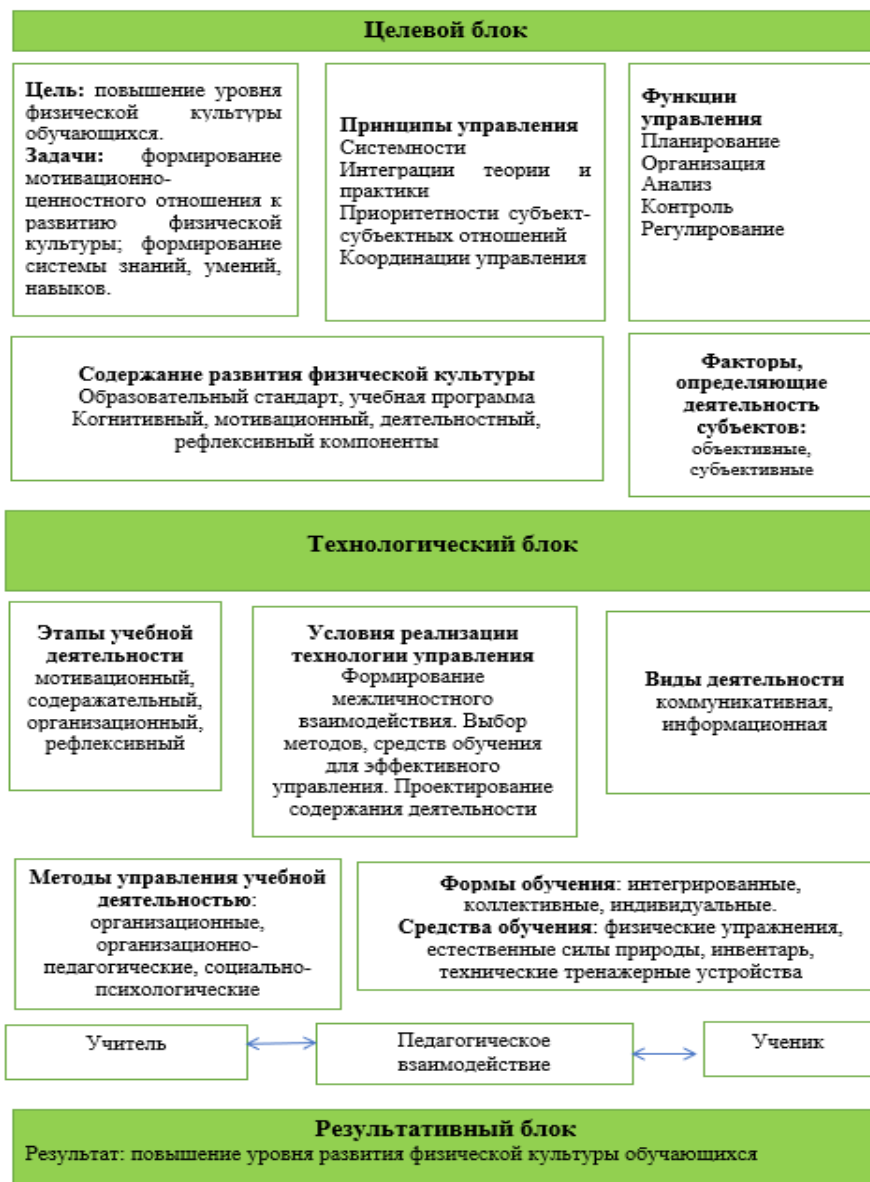 Целевой блок
Цель: повышение уровня
физической культуры
обучающихся.
Задачи: формирование
мотивационно-
ценностного отношения к
развитию физической
культуры; формирование
системы знаний, умений,
навыков.
Принципы управления
Системности
Интеграции теории и
практики
Приоритетности субъект-
субъектных отношений
Координации управления
Функции
управления
Планирование
Организация
Анализ
Контроль
Регулирование
Содержание развития физической культуры
Образовательный стандарт, учебная программа
Когнитивный, мотивационный, деятельностный,
рефлексивный компоненты
Факторы,
определяющие
деятельность
субъектов:
объективные,
субъективные
Технологический блок
Этапы учебной
деятельности
мотивационный,
содеражательный,
организационный,
рефлексивный
Условия реализации
технологии управления
Формирование
межличностного
взаимодействия. Выбор
методов, средств обучения
для эффективного
управления. Проектирование
содержания деятельности
Виды деятельности
коммуникативная,
информационная
Методы управления учебной
деятельностью:
организационные,
организационно-
педагогические, социально-
психологические
Формы обучения: интегрированные,
коллективные, индивидуальные.
Средства обучения: физические упражнения,
естественные силы природы, инвентарь,
технические тренажерные устройства
Учитель
Педагогическое
взаимодействие
Ученик
Результативный блок
Результат: повышение уровня развития физической культуры обучающихся